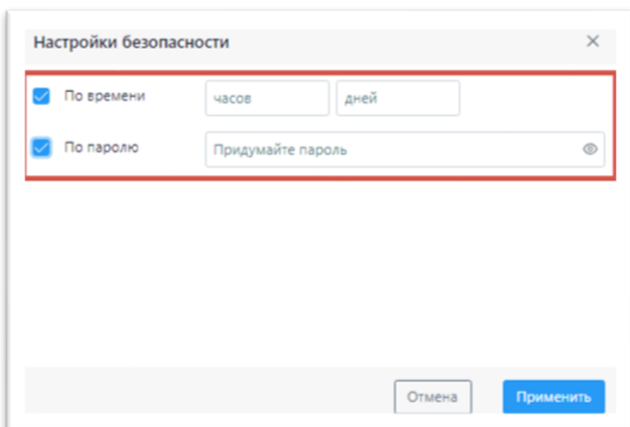 Настройки безопасности
По времени часов дней
По паролю Придумайте пароль
Отмена Применить